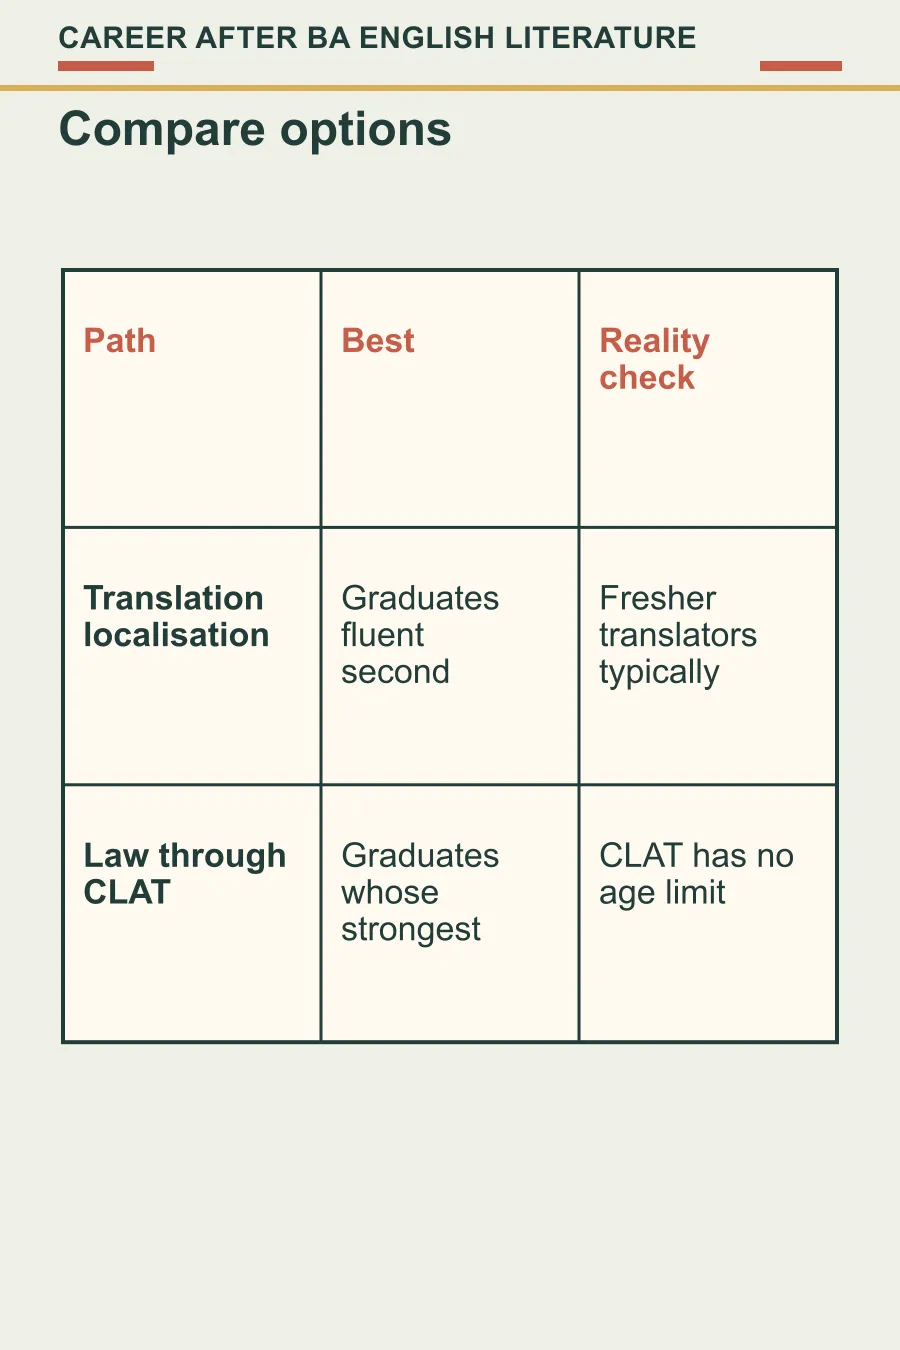 CAREER AFTER BA ENGLISH LITERATURE
Compare options
Path
Best
Reality
check
Translation
localisation
Graduates
fluent
second
Fresher
translators
typically
Law through
CLAT
Graduates
whose
strongest
CLAT has no
age limit